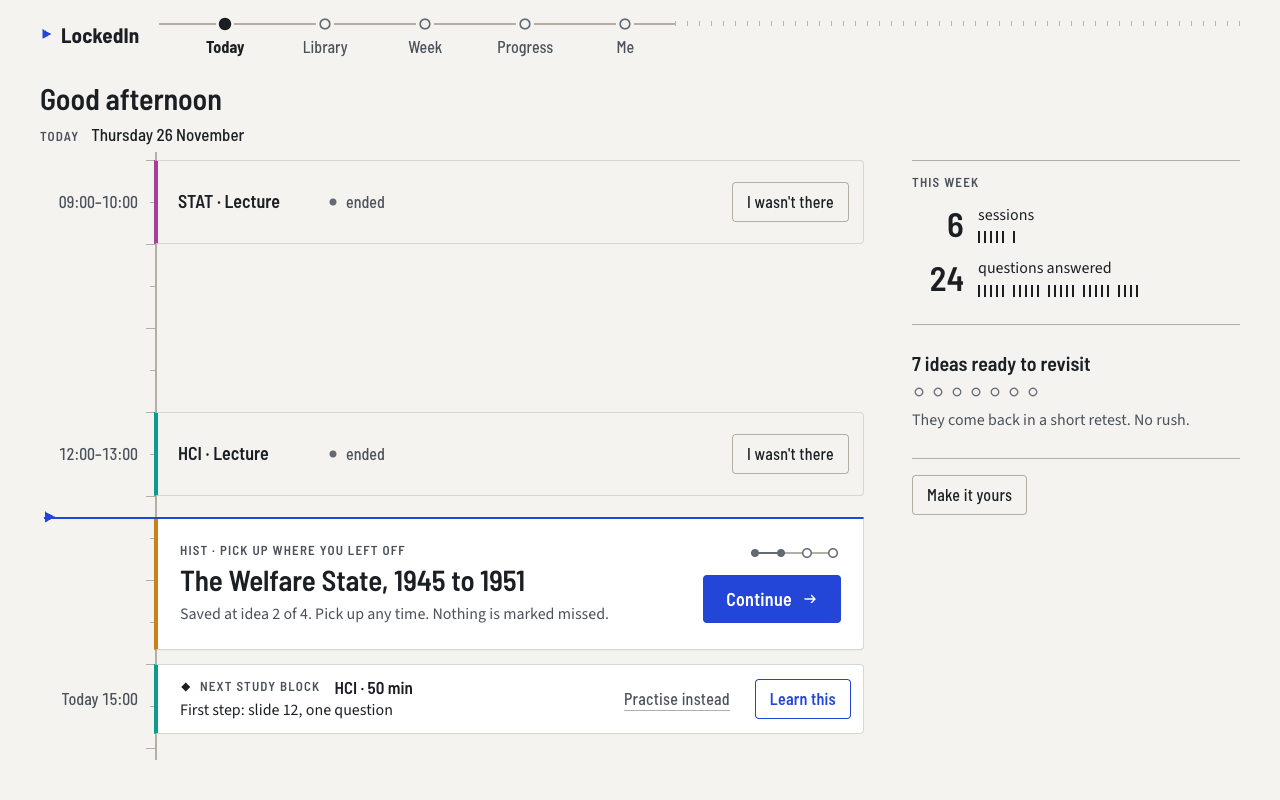 LockedIn
Today
Library
Week
Progress
Me
Good afternoon
TODAY Thursday 26 November
09:00–10:00
STAT · Lecture
ended
I wasn't there
12:00–13:00
HCI · Lecture
ended
I wasn't there
HIST · PICK UP WHERE YOU LEFT OFF
The Welfare State, 1945 to 1951
Saved at idea 2 of 4. Pick up any time. Nothing is marked missed.
Continue →
Today 15:00
◆ NEXT STUDY BLOCK HCI · 50 min
First step: slide 12, one question
Practise instead
Learn this
THIS WEEK
6 sessions
24 questions answered
7 ideas ready to revisit
They come back in a short retest. No rush.
Make it yours